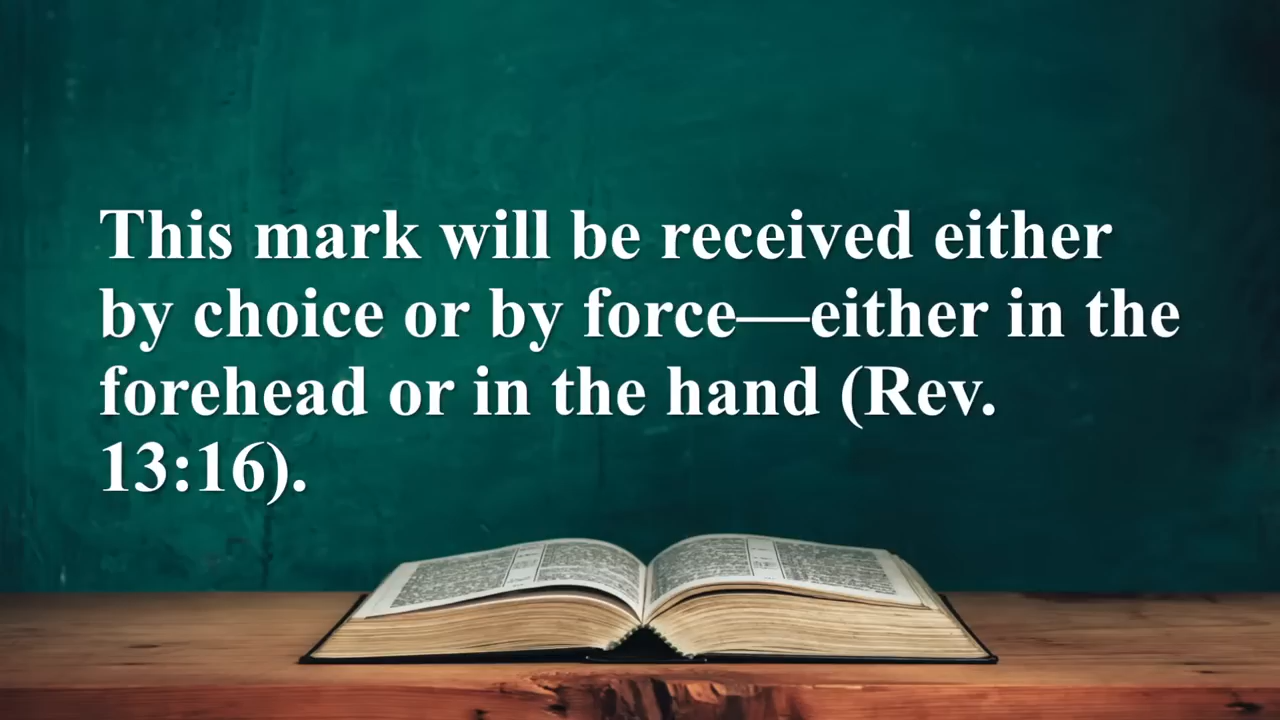 This mark will be received either
by choice or by force—either in the
forehead or in the hand (Rev.
13:16).